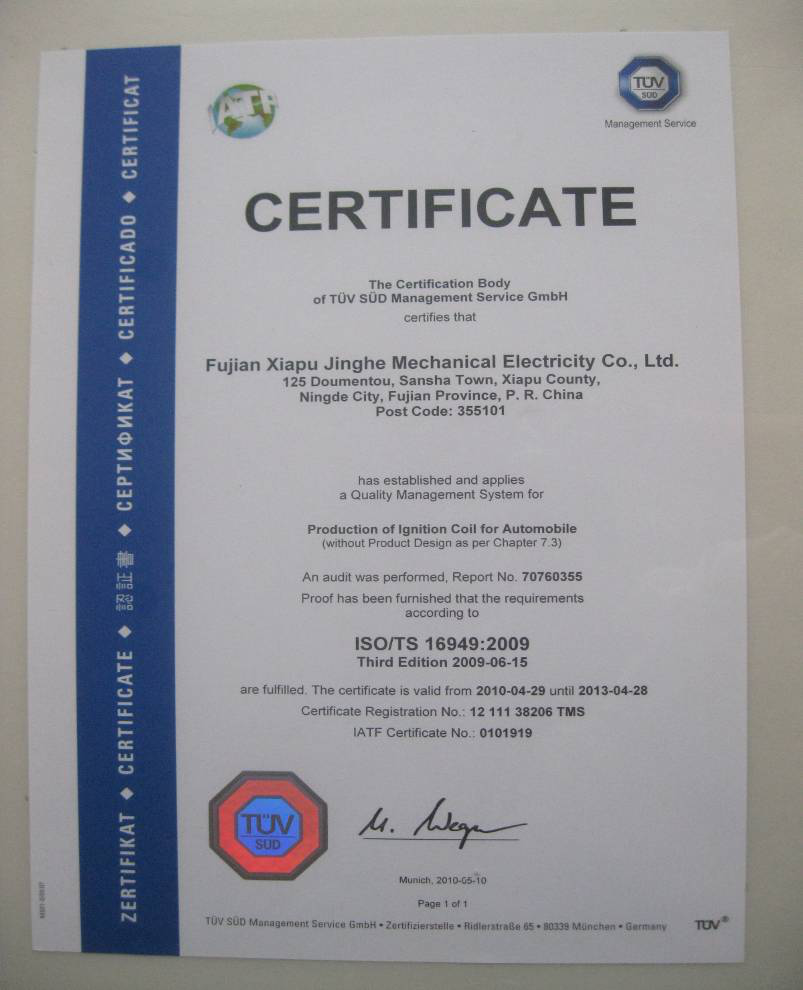 IATF
TÜV
SÜD
Management Service
CERTIFICATE
The Certification Body
of TÜV SÜD Management Service GmbH
certifies that
Fujian Xiapu Jinghe Mechanical Electricity Co., Ltd.
125 Doumentou, Sansha Town, Xiapu County,
Ningde City, Fujian Province, P. R. China
Post Code: 355101
has established and applies
a Quality Management System for
Production of Ignition Coil for Automobile
(without Product Design as per Chapter 7.3)
An audit was performed, Report No. 70760355
Proof has been furnished that the requirements
according to
ISO/TS 16949:2009
Third Edition 2009-06-15
are fulfilled. The certificate is valid from 2010-04-29 until 2013-04-28
Certificate Registration No.: 12 111 38206 TMS
IATF Certificate No.: 0101919
TÜV
SÜD
Munich, 2010-05-10
Page 1 of 1
TÜV SÜD Management Service GmbH • Zertifizierstelle • Ridlerstraße 65 • 80339 München • Germany
TÜV®
ZERTIFIKAT ◆ CERTIFICATE ◆ 認証書 ◆ СЕРТИФИКАТ ◆ CERTIFICADO ◆ CERTIFICAT